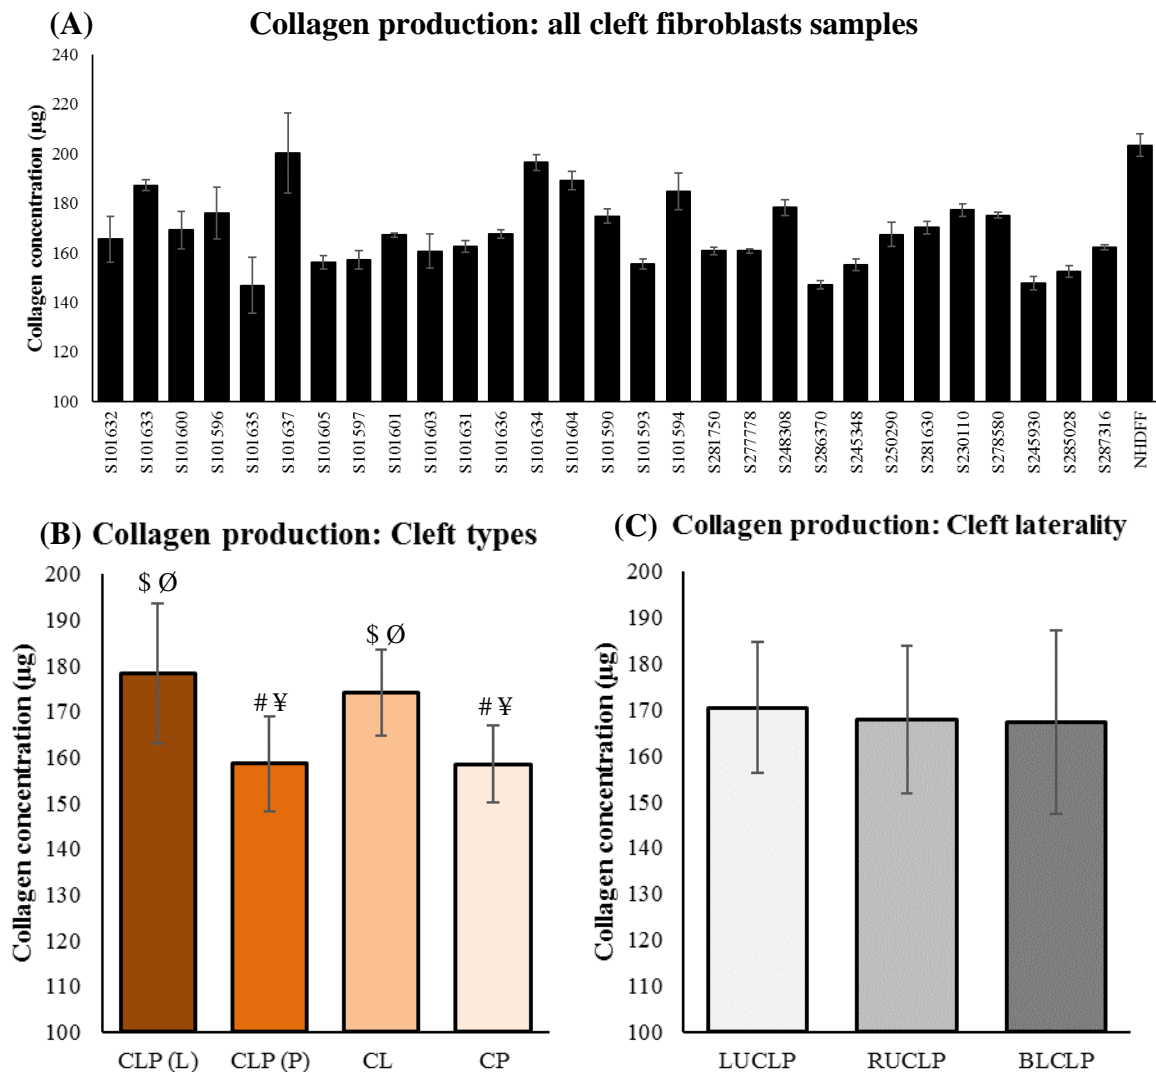 (A) Collagen production: all cleft fibroblasts samples
Collagen concentration (µg)
240
220
200
180
160
140
120
100
S101632
S101633
S101600
S101596
S101635
S101637
S101605
S101597
S101601
S101603
S101631
S101636
S101634
S101604
S101590
S101593
S101594
S281750
S277778
S248308
S286370
S245348
S250290
S281630
S230110
S278580
S245930
S285028
S287316
NHDFF
(B) Collagen production: Cleft types
Collagen concentration (µg)
200
190
180
170
160
150
140
130
120
110
100
$ Ø
# ¥
$ Ø
# ¥
CLP (L)
CLP (P)
CL
CP
(C) Collagen production: Cleft laterality
Collagen concentration (µg)
200
190
180
170
160
150
140
130
120
110
100
LUCLP
RUCLP
BLCLP